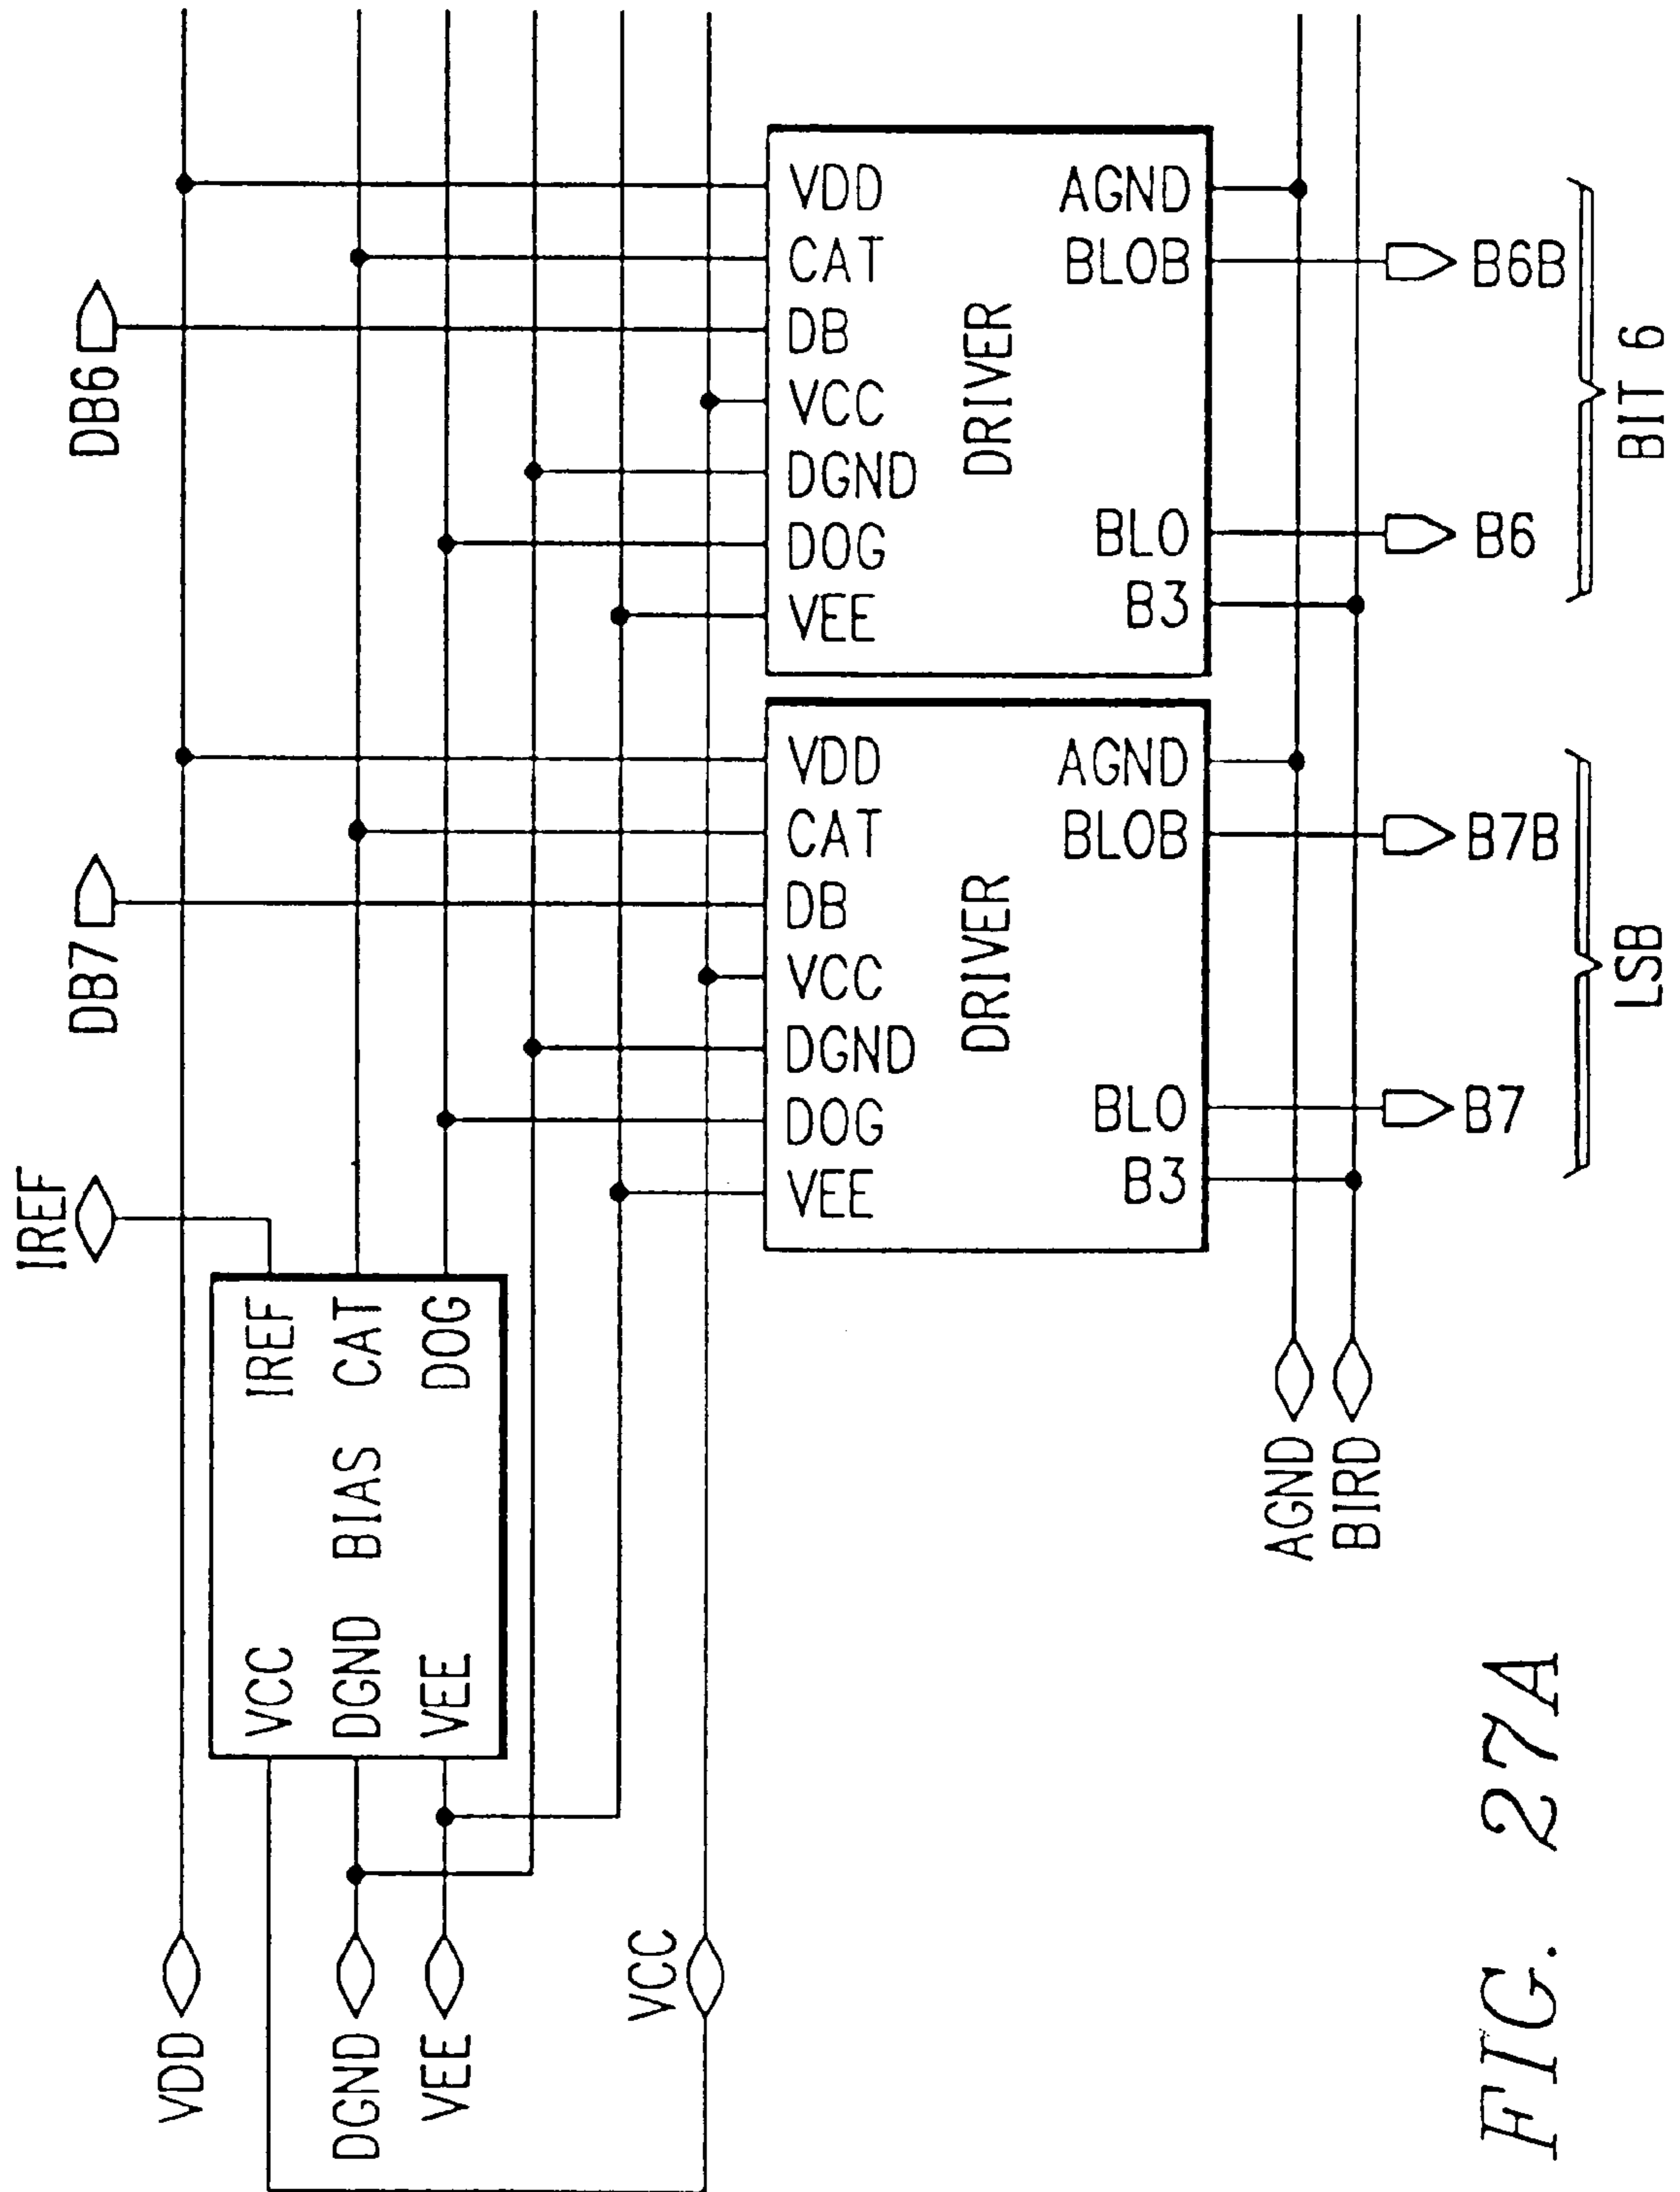 DB7
DB6
IREF
VDD
DGND
VEE
VCC
VCC
DGND
VEE
BIAS
IREF
CAT
DOG
VEE
DOG
DGND
VCC
DB
CAT
VDD
DRIVER
B3
BLO
BLOB
AGND
VEE
DOG
DGND
VCC
DB
CAT
VDD
DRIVER
B3
BLO
BLOB
AGND
AGND
BIRD
B7
B7B
B6
B6B
LSB
BIT 6
FIG. 27A